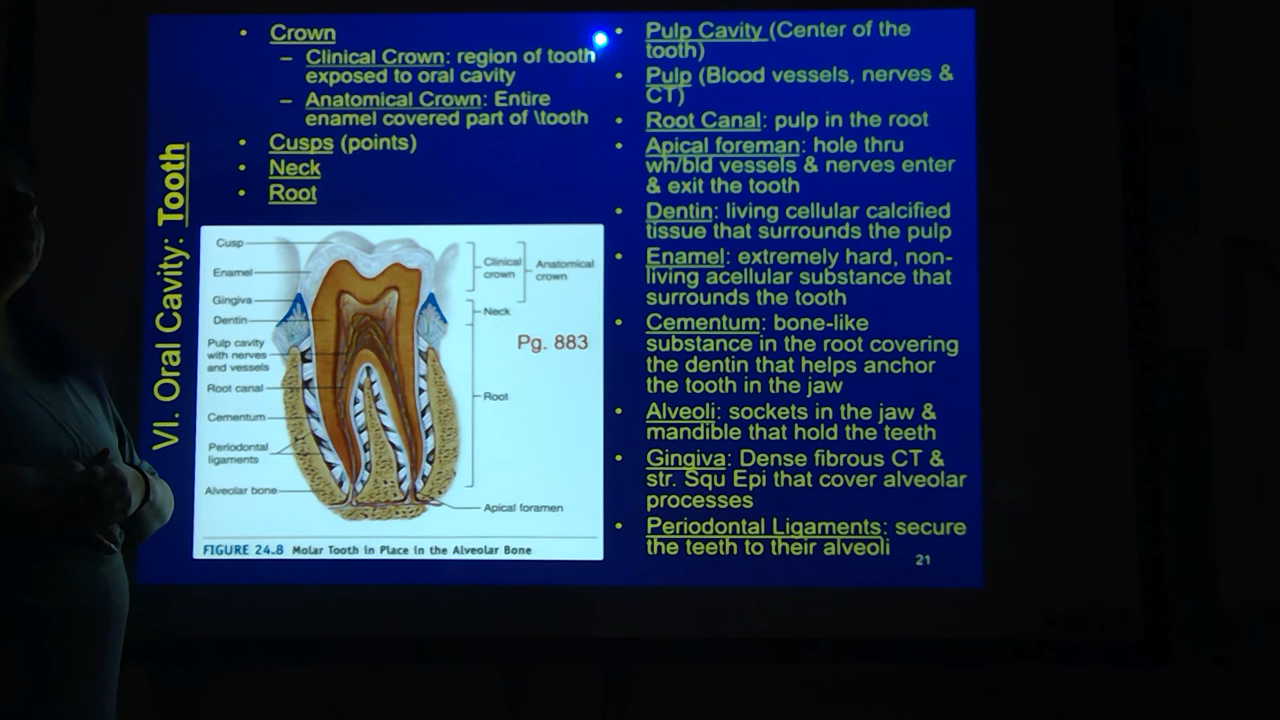 VI. Oral Cavity: Tooth
• Crown
– Clinical Crown: region of tooth
exposed to oral cavity
– Anatomical Crown: Entire
enamel covered part of \tooth
• Cusps (points)
• Neck
• Root
Cusp
Enamel
Gingiva
Dentin
Pulp cavity
with nerves
and vessels
Root canal
Cementum
Periodontal
ligaments
Alveolar bone
Clinical
crown
Anatomical
crown
Neck
Pg. 883
Root
Apical foramen
FIGURE 24.8 Molar Tooth in Place in the Alveolar Bone
• Pulp Cavity (Center of the
tooth)
• Pulp (Blood vessels, nerves &
CT)
• Root Canal: pulp in the root
• Apical foreman: hole thru
wh/bld vessels & nerves enter
& exit the tooth
• Dentin: living cellular calcified
tissue that surrounds the pulp
• Enamel: extremely hard, non-
living acellular substance that
surrounds the tooth
• Cementum: bone-like
substance in the root covering
the dentin that helps anchor
the tooth in the jaw
• Alveoli: sockets in the jaw &
mandible that hold the teeth
• Gingiva: Dense fibrous CT &
str. Squ Epi that cover alveolar
processes
• Periodontal Ligaments: secure
the teeth to their alveoli
21